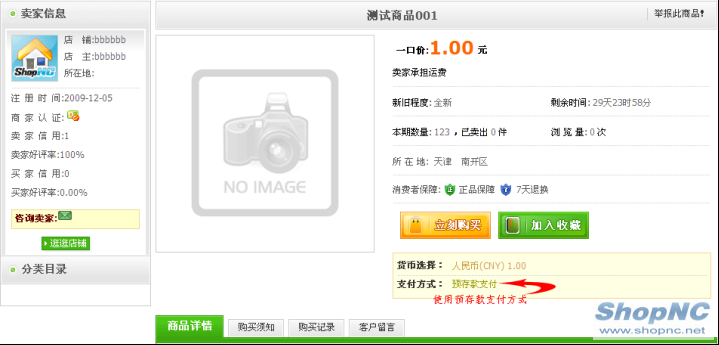 卖家信息
ShopNC
店 铺:bbbbbb
店 主:bbbbbb
所在地:
注 册 时 间:2009-12-05
商 家 认 证:
卖 家 信 用:1
卖家好评率:100%
买 家 信 用:0
买家好评率:0.00%
咨询卖家:
逛逛店铺
分类目录
测试商品001
举报此商品!
NO IMAGE
一口价:1.00 元
卖家承担运费
新旧程度: 全新
剩余时间: 29天23时58分
本期数量: 123 , 已卖出 0 件
浏 览 量: 0 次
所 在 地: 天津 南开区
消费者保障: 正品保障 7天退换
立刻购买
加入收藏
货币选择: 人民币(CNY) 1.00
支付方式: 预存款支付
使用预存款支付方式
商品详情
购买须知
购买记录
客户留言
ShopNC
www.shopnc.net